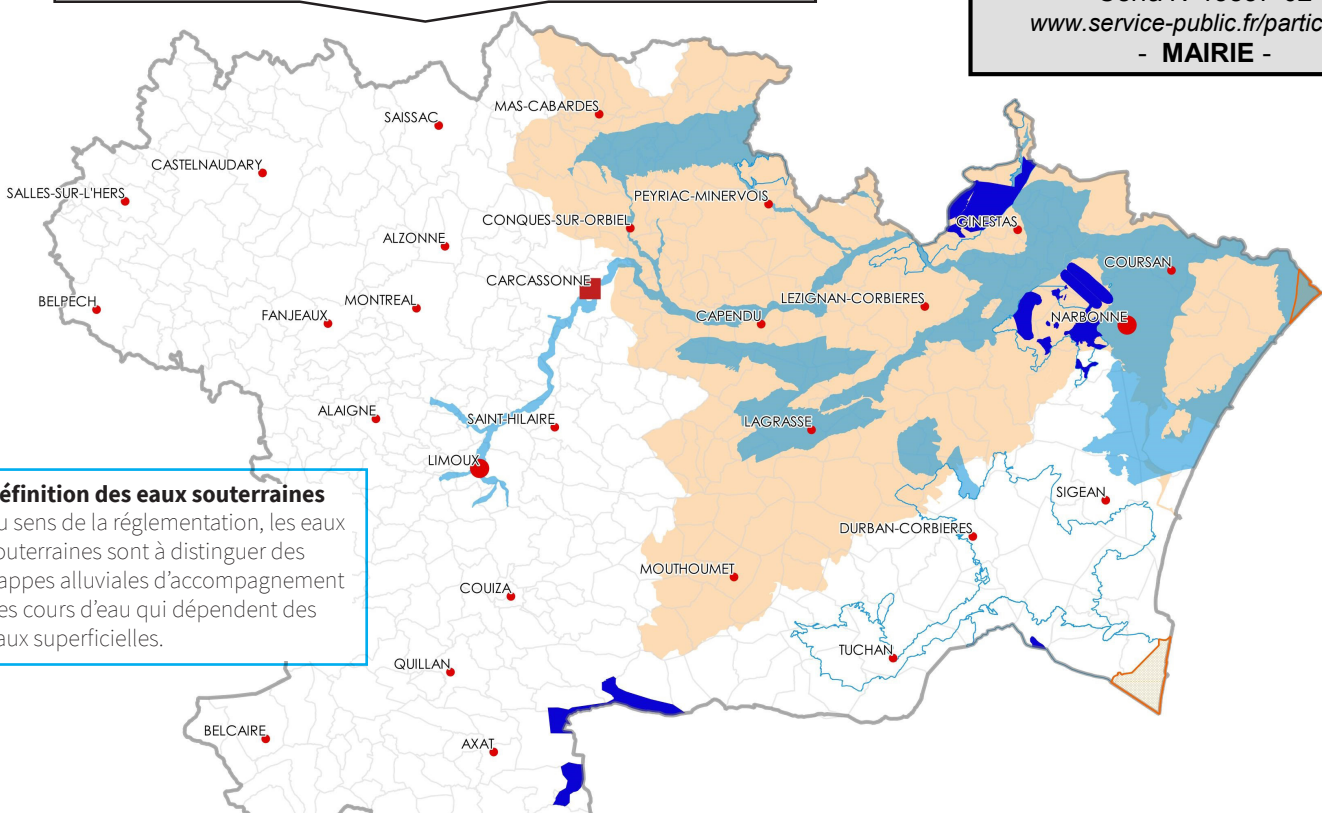 www.service-public.fr/partic
- MAIRIE -
MAS-CABARDES
SAISSAC
CASTELNAUDARY
SALLES-SUR-L'HERS
PEYRIAC-MINERVOIS
CONQUES-SUR-ORBIEL
GINESTAS
ALZONNE
COURSAN
CARCASSONNE
BELPECH
MONTREAL
LEZIGNAN-CORBIERES
FANJEAUX
CAPENDU
NARBONNE
ALAIGNE
SAINT-HILAIRE
LAGRASSE
LIMOUX
éfinition des eaux souterraines
u sens de la réglementation, les eaux
outerraines sont à distinguer des
appes alluviales d'accompagnement
es cours d'eau qui dépendent des
aux superficielles.
SIGEAN
DURBAN-CORBIERES
MOUTHOUMET
COUIZA
TUCHAN
QUILLAN
BELCAIRE
AXAT